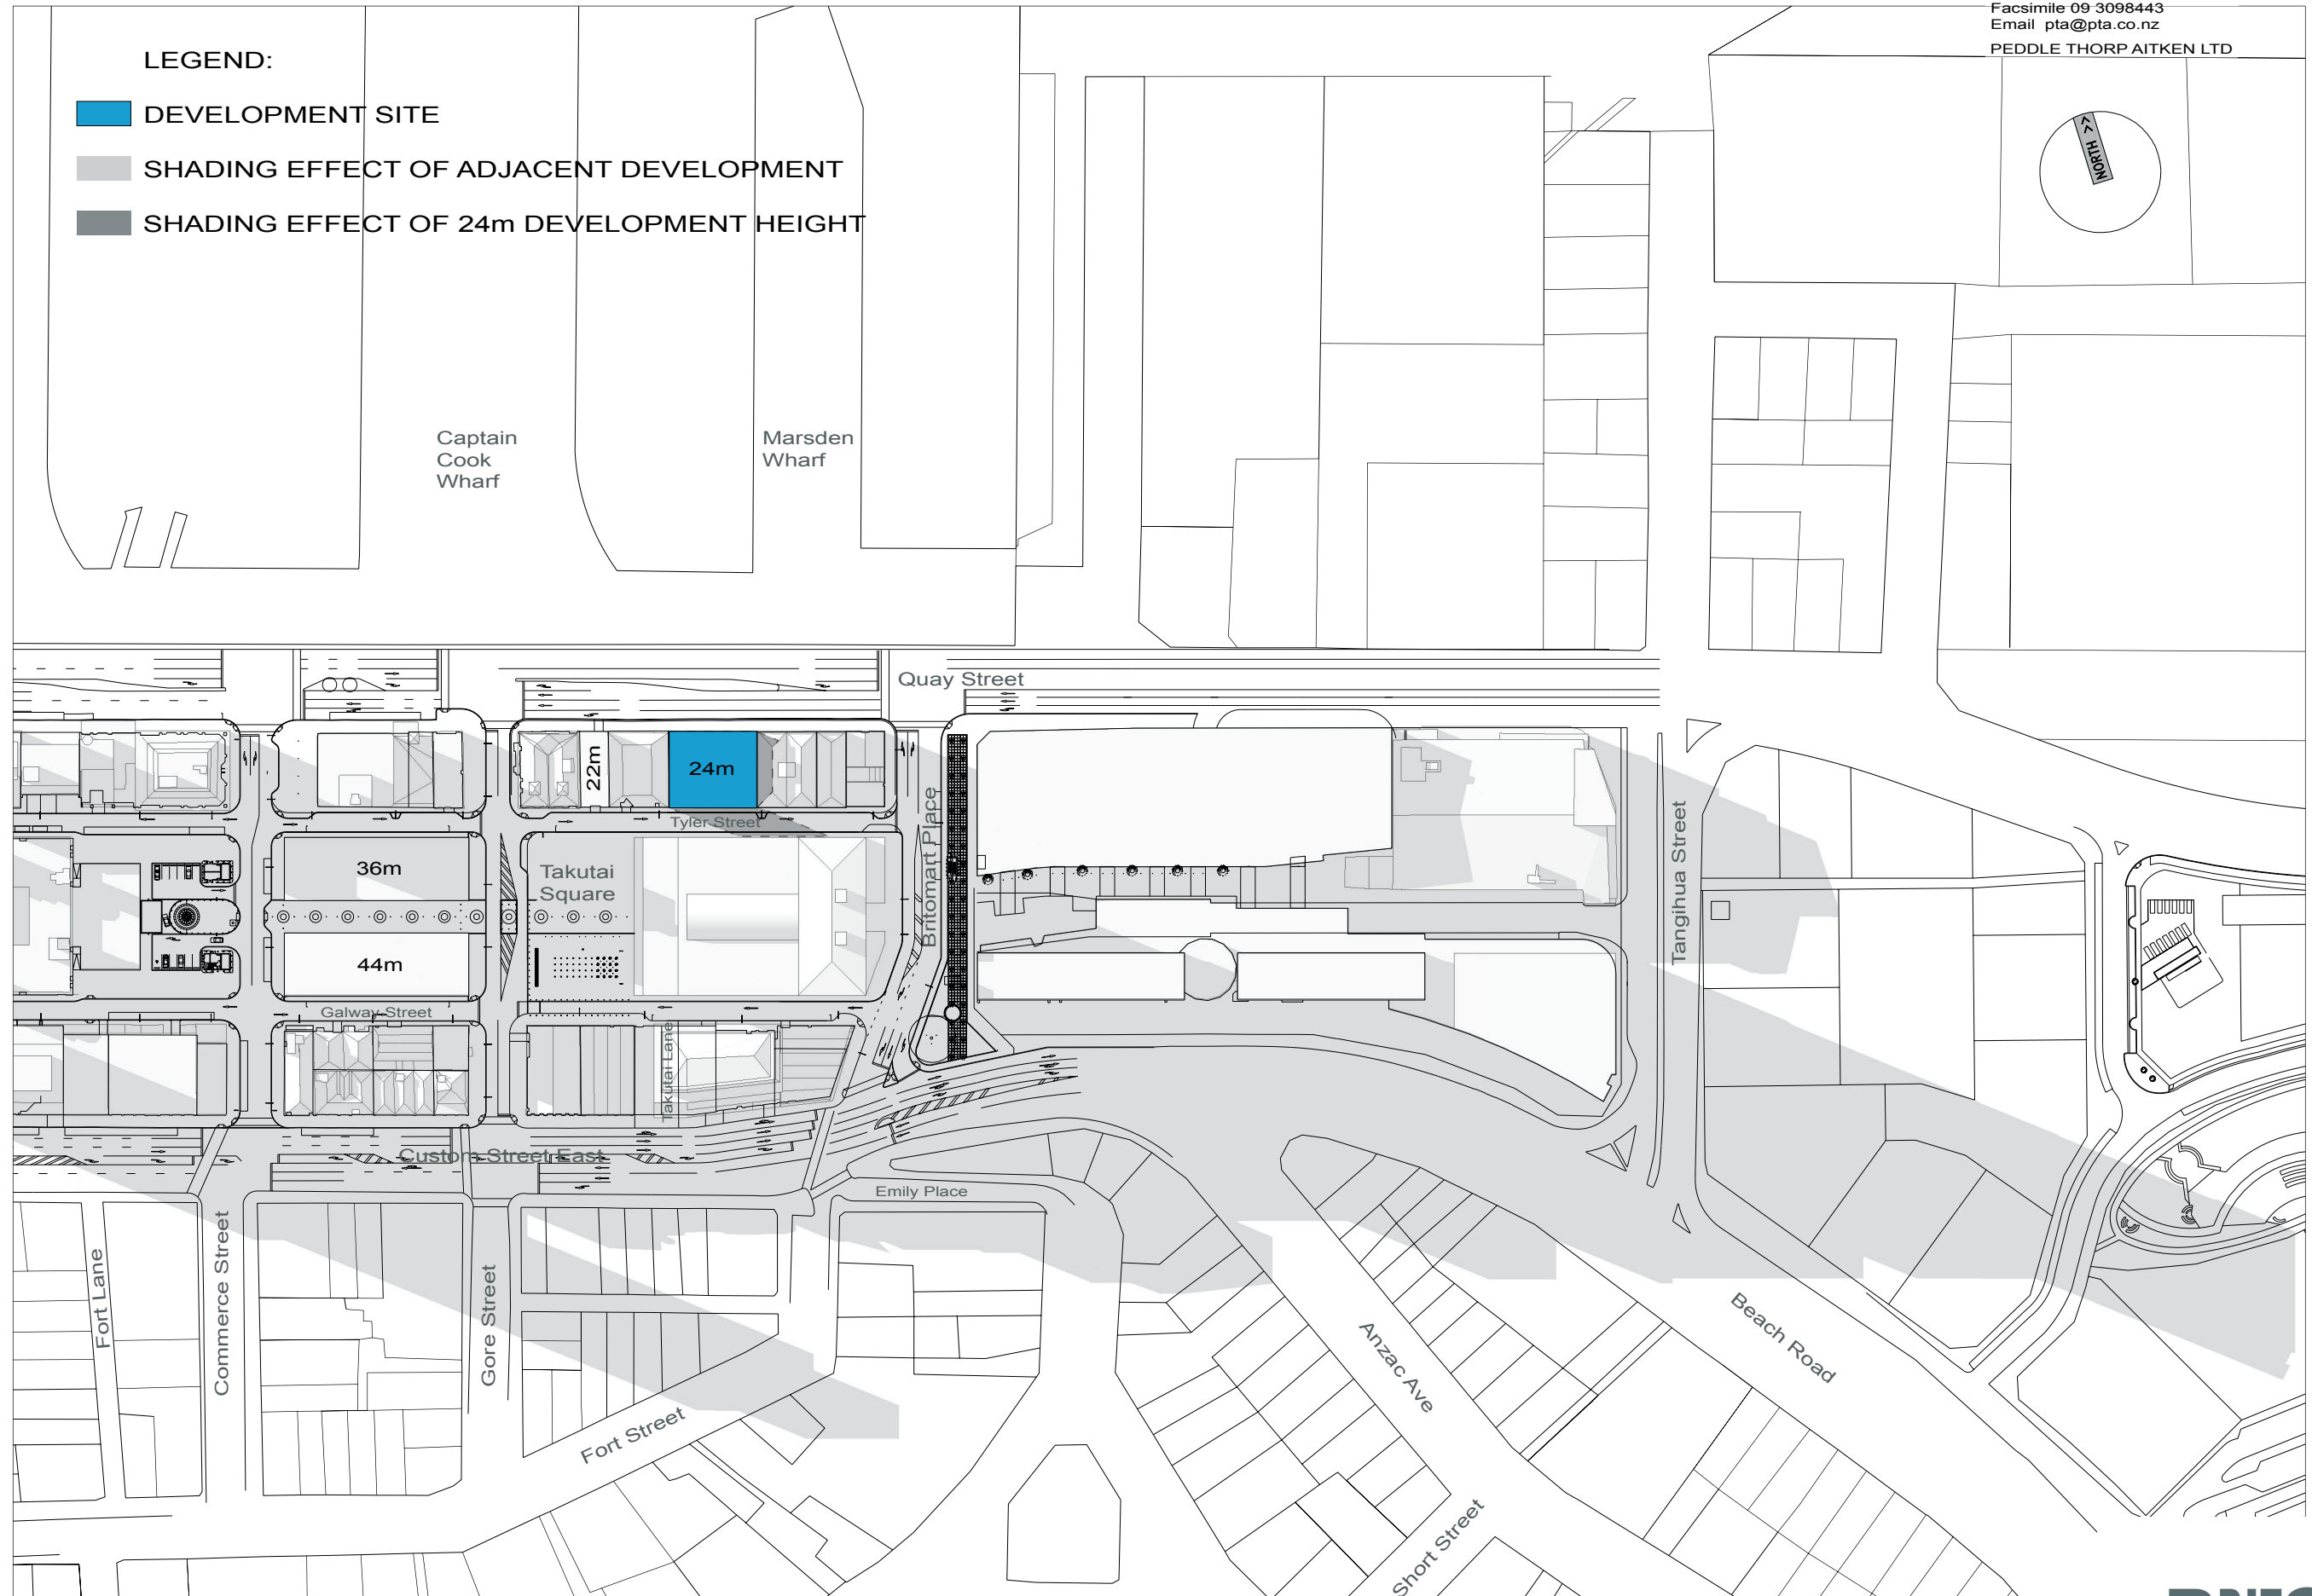 Facsimile 09 3098443
Email pta@pta.co.nz
PEDDLE THORP AITKEN LTD
LEGEND:
DEVELOPMENT SITE
SHADING EFFECT OF ADJACENT DEVELOPMENT
SHADING EFFECT OF 24m DEVELOPMENT HEIGHT
NORTH >>
Captain
Cook
Wharf
Marsden
Wharf
Quay Street
22m
24m
Tyler Street
Britomart Place
Tangihua Street
36m
Takutai
Square
44m
Galway Street
Takutai Lane
Custom Street East
Emily Place
Fort Lane
Commerce Street
Gore Street
Fort Street
Anzac Ave
Beach Road
Short Street